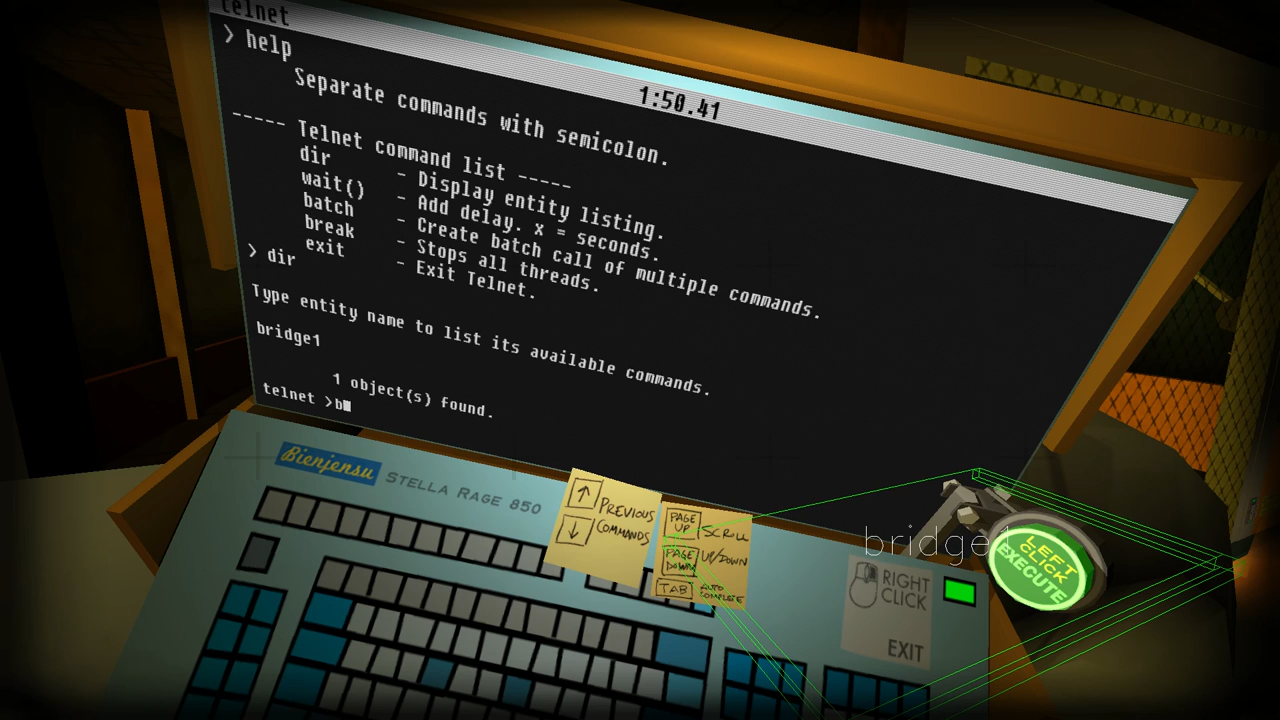 telnet
1:50.41
❯ help
Separate commands with semicolon.
----- Telnet command list -----
dir - Display entity listing.
wait() - Add delay. x = seconds.
batch - Create batch call of multiple commands.
break - Stops all threads.
exit - Exit Telnet.
❯ dir
Type entity name to list its available commands.
bridge1
1 object(s) found.
telnet >b
Bienjensu
STELLA RAGE 850
↑ PREVIOUS
↓ COMMANDS
PAGE UP SCROLL
PAGE DOWN UP/DOWN
TAB AUTO COMPLETE
RIGHT
CLICK
EXIT
bridge1
LEFT
CLICK
EXECUTE